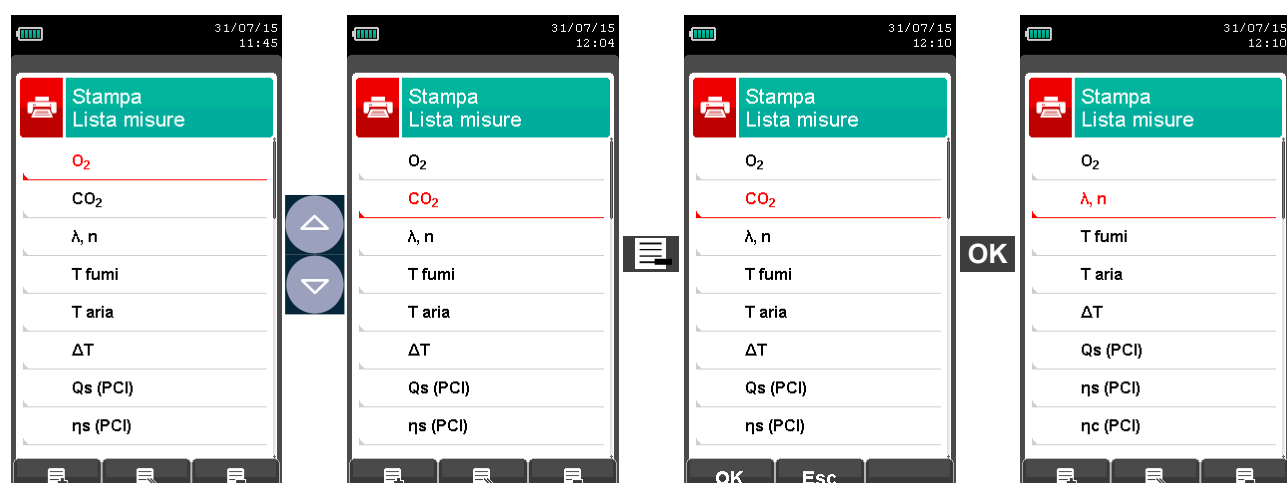 31/07/15
11:45
Stampa
Lista misure
O₂
CO₂
λ, n
T fumi
T aria
ΔT
Qs (PCI)
ηs (PCI)
31/07/15
12:04
Stampa
Lista misure
O₂
CO₂
λ, n
T fumi
T aria
ΔT
Qs (PCI)
ηs (PCI)
31/07/15
12:10
Stampa
Lista misure
O₂
CO₂
λ, n
T fumi
T aria
ΔT
Qs (PCI)
ηs (PCI)
OK Esc
OK
31/07/15
12:10
Stampa
Lista misure
O₂
λ, n
T fumi
T aria
ΔT
Qs (PCI)
ηs (PCI)
ηc (PCI)